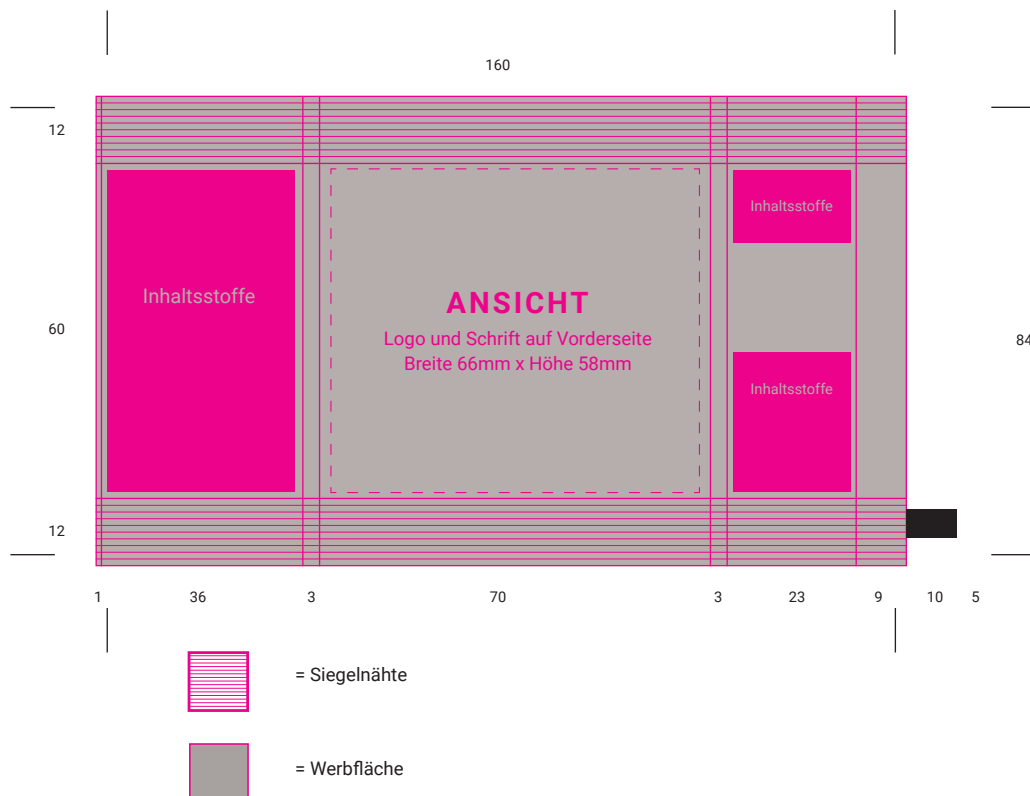 160
12
Inhaltsstoffe
Inhaltsstoffe
ANSICHT
Logo und Schrift auf Vorderseite
Breite 66mm x Höhe 58mm
60
84
Inhaltsstoffe
12
1 36 3 70 3 23 9 10 5
= Siegelnähte
= Werbfläche